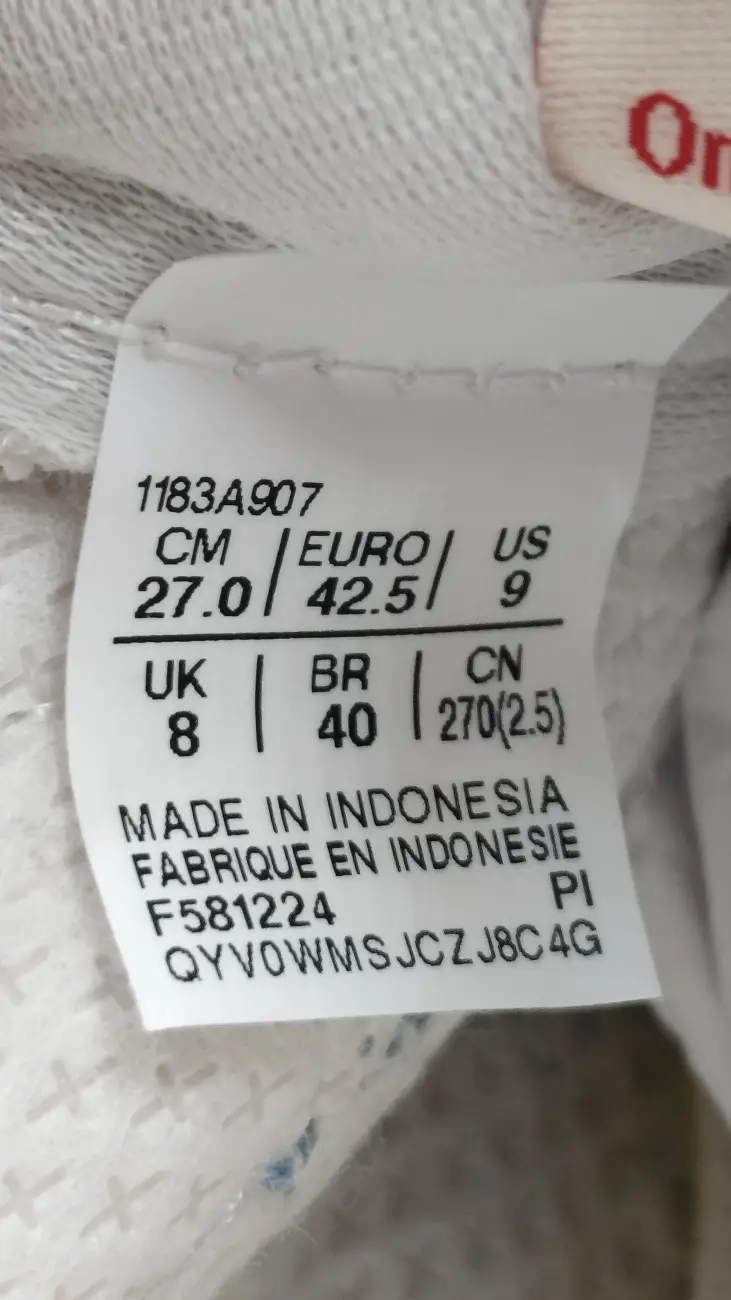 On
1183A907
CM / EURO / US
27.0 / 42.5 / 9
UK | BR | CN
8 | 40 | 270(2.5)
MADE IN INDONESIA
FABRIQUE EN INDONESIE
F581224 PI
QYV0WMSJCZJ8C4G